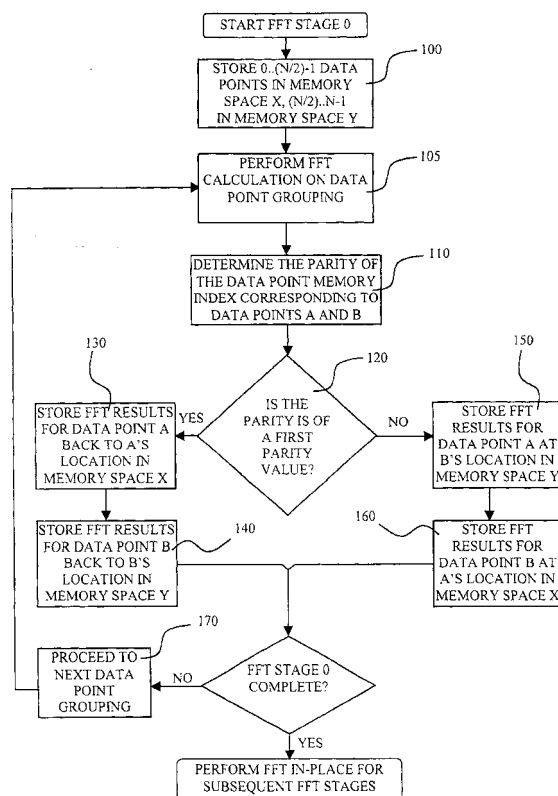 START FFT STAGE 0
100
STORE 0..(N/2)-1 DATA
POINTS IN MEMORY
SPACE X, (N/2)..N-1
IN MEMORY SPACE Y
105
PERFORM FFT
CALCULATION ON DATA
POINT GROUPING
110
DETERMINE THE PARITY OF
THE DATA POINT MEMORY
INDEX CORRESPONDING TO
DATA POINTS A AND B
120
IS THE
PARITY IS OF
A FIRST
PARITY
VALUE?
YES
NO
130
STORE FFT RESULTS
FOR DATA POINT A
BACK TO A'S
LOCATION IN
MEMORY SPACE X
150
STORE FFT
RESULTS FOR
DATA POINT A AT
B'S LOCATION IN
MEMORY SPACE Y
140
STORE FFT RESULTS
FOR DATA POINT B
BACK TO B'S
LOCATION IN
MEMORY SPACE Y
160
STORE FFT
RESULTS FOR
DATA POINT B AT
A'S LOCATION IN
MEMORY SPACE X
170
PROCEED TO
NEXT DATA
POINT
GROUPING
NO
FFT STAGE 0
COMPLETE?
YES
PERFORM FFT IN-PLACE FOR
SUBSEQUENT FFT STAGES